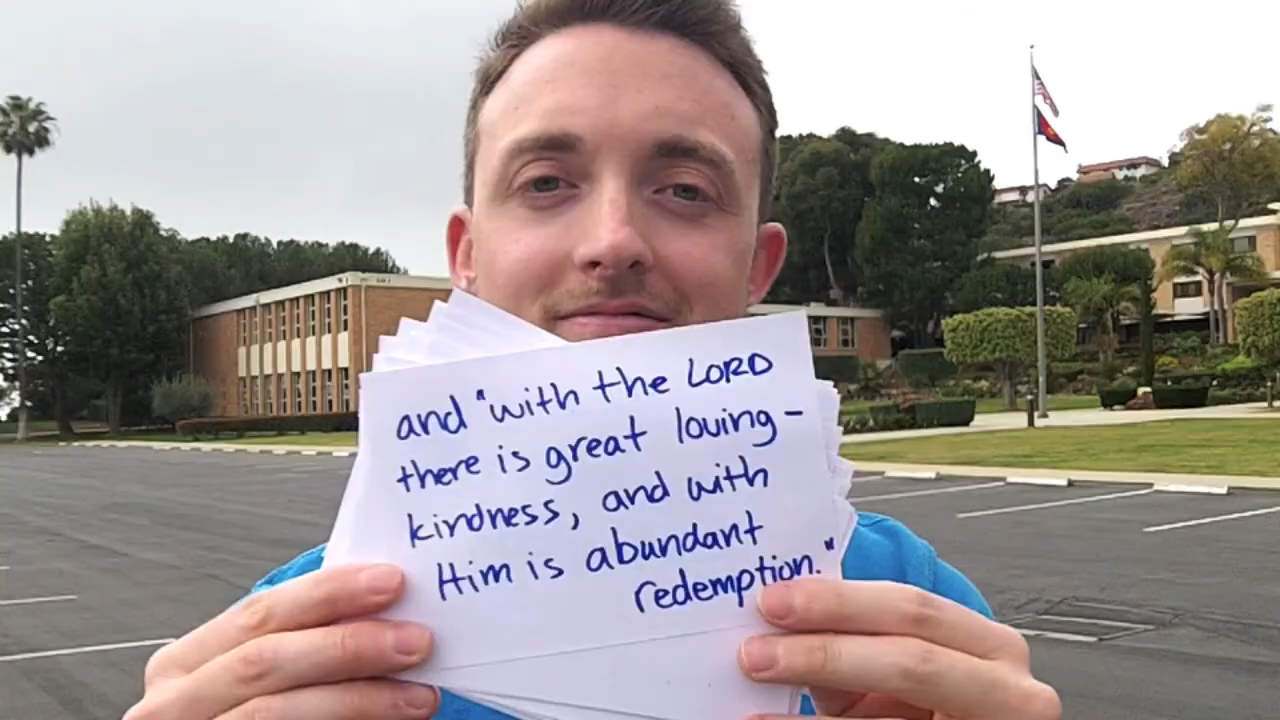 and "with the LORD
there is great loving-
kindness, and with
Him is abundant
redemption."